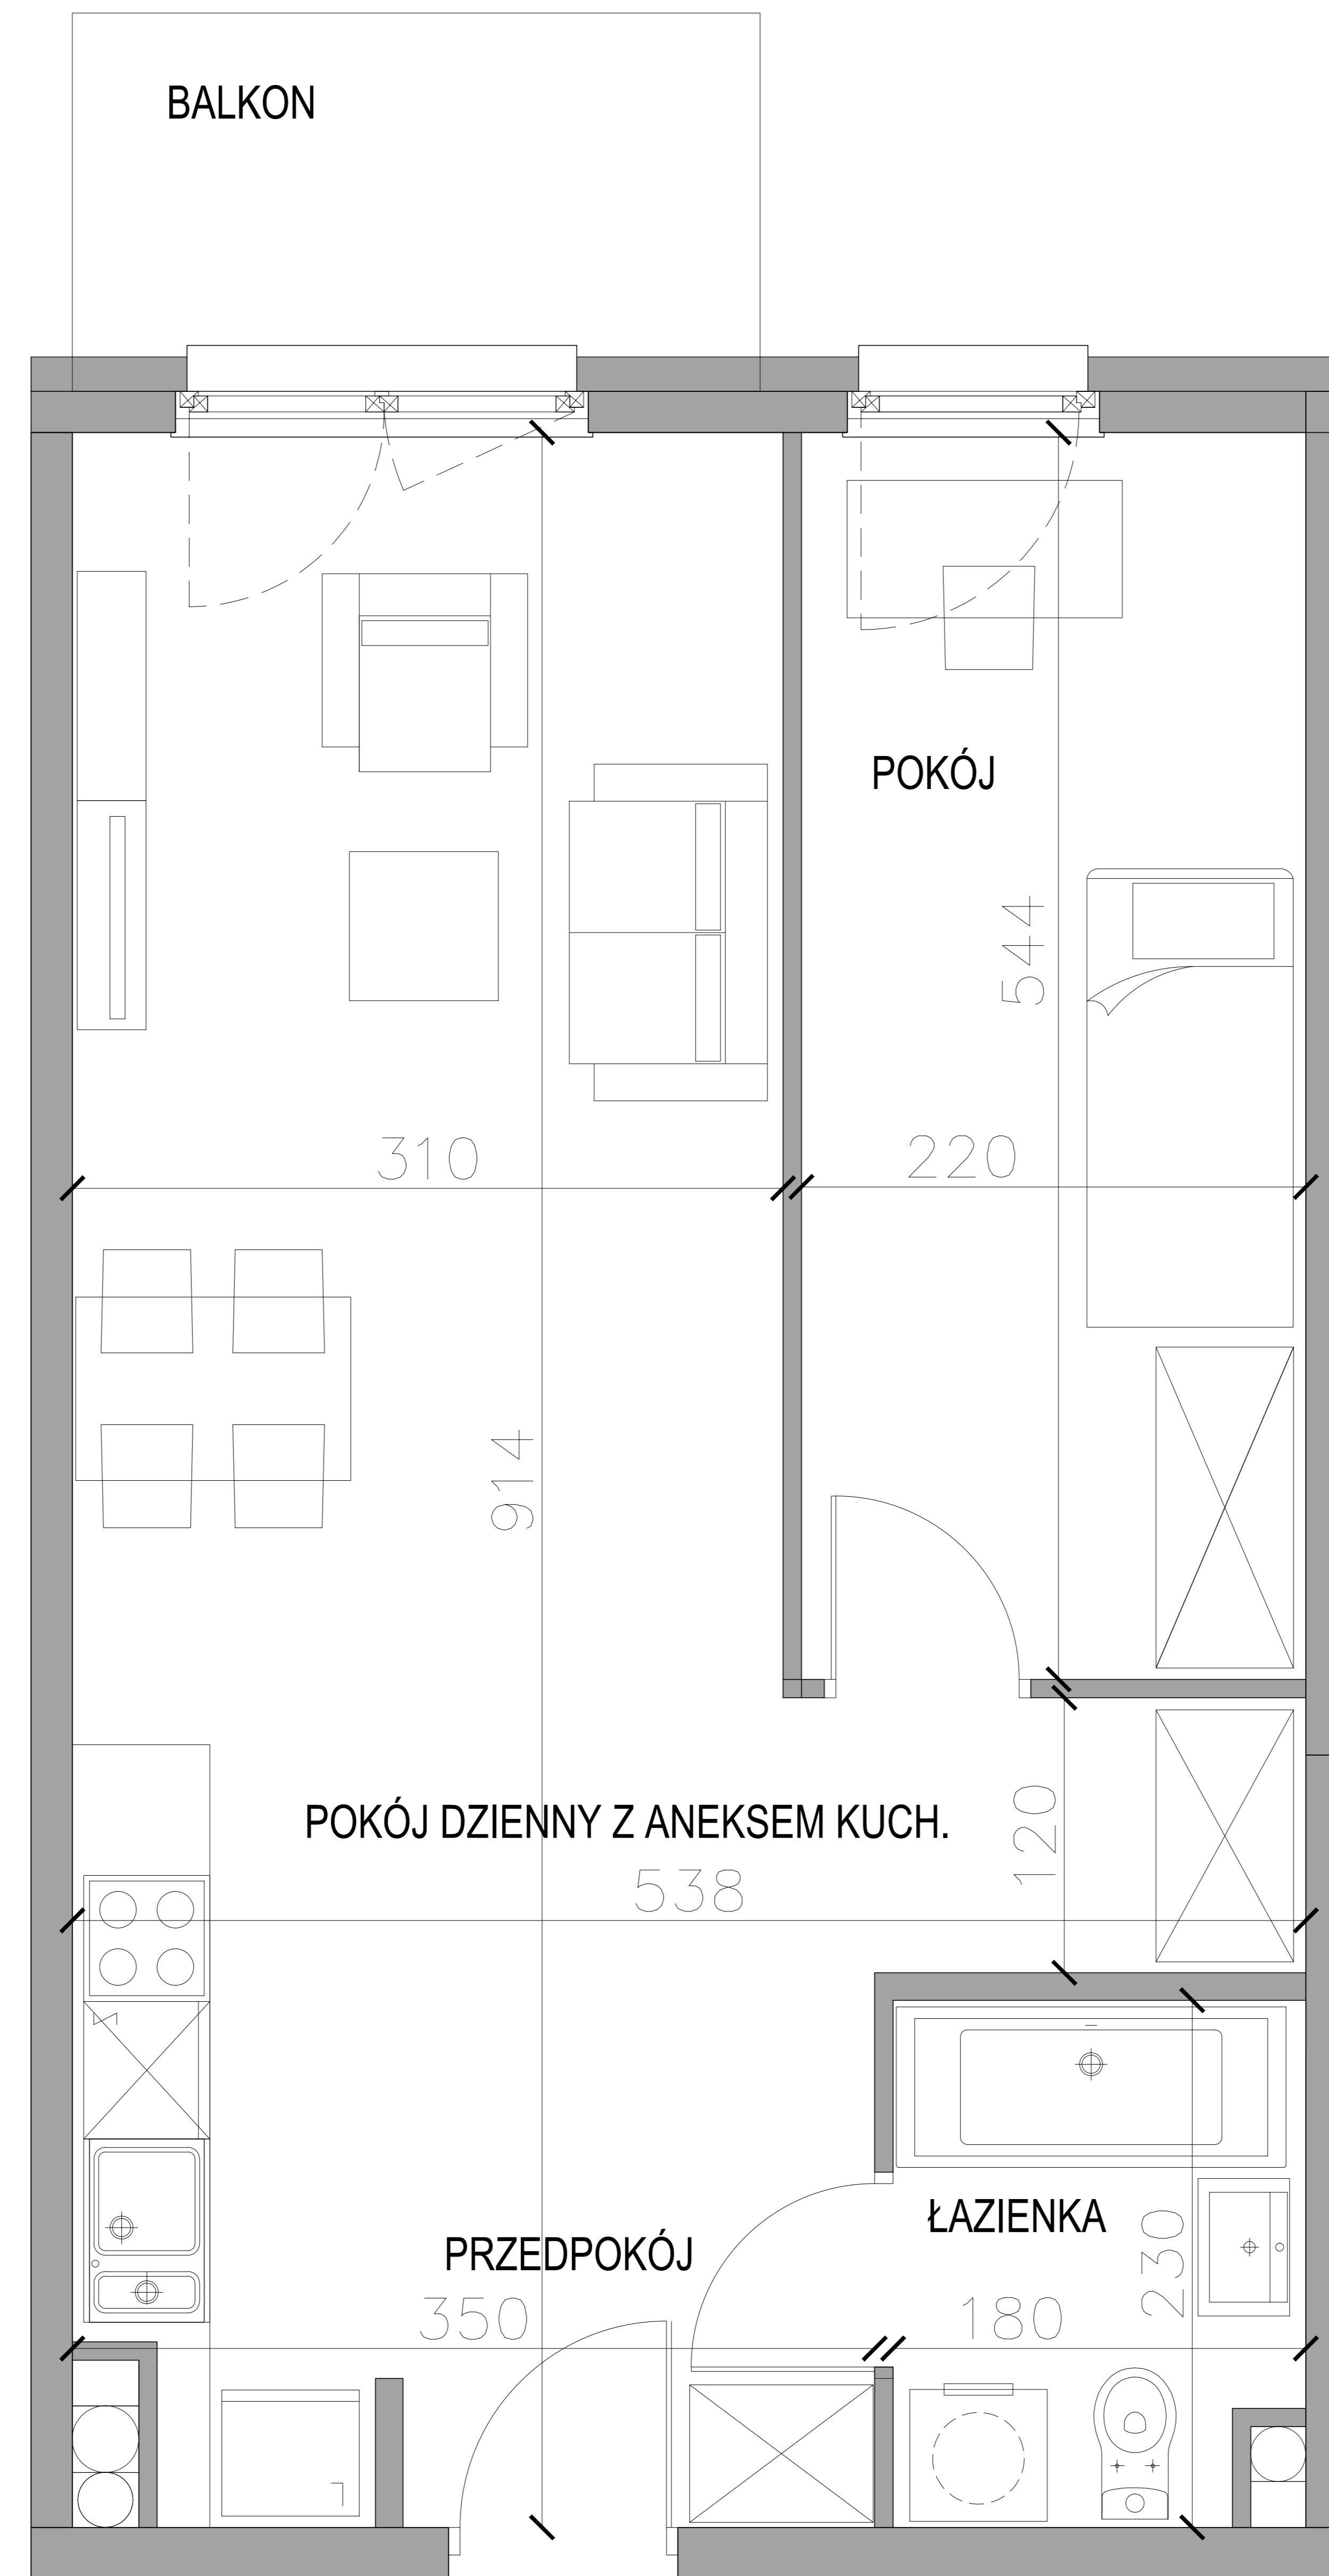 BALKON
POKÓJ
544
310
220
914
POKÓJ DZIENNY Z ANEKSEM KUCH.
120
538
ŁAZIENKA
PRZEDPOKÓJ
230
350
180